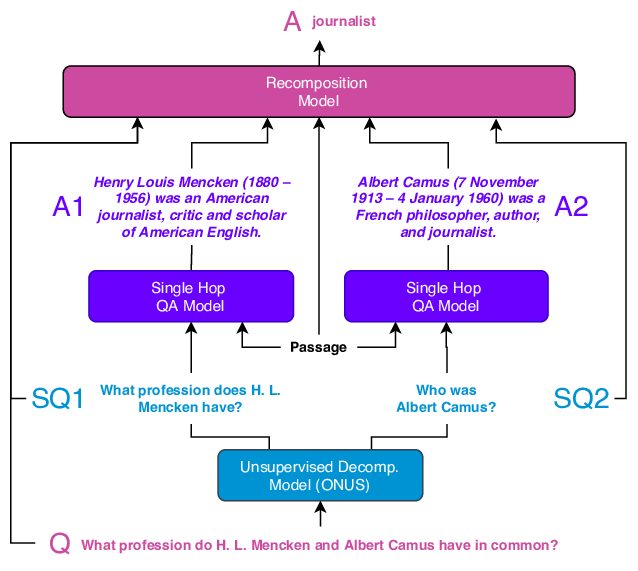 A journalist
Recomposition
Model
A1
Henry Louis Mencken (1880 –
1956) was an American
journalist, critic and scholar
of American English.
Albert Camus (7 November
1913 – 4 January 1960) was a
French philosopher, author,
and journalist.
A2
Single Hop
QA Model
Single Hop
QA Model
Passage
SQ1
What profession does H. L.
Mencken have?
Who was
Albert Camus?
SQ2
Unsupervised Decomp.
Model (ONUS)
Q What profession do H. L. Mencken and Albert Camus have in common?